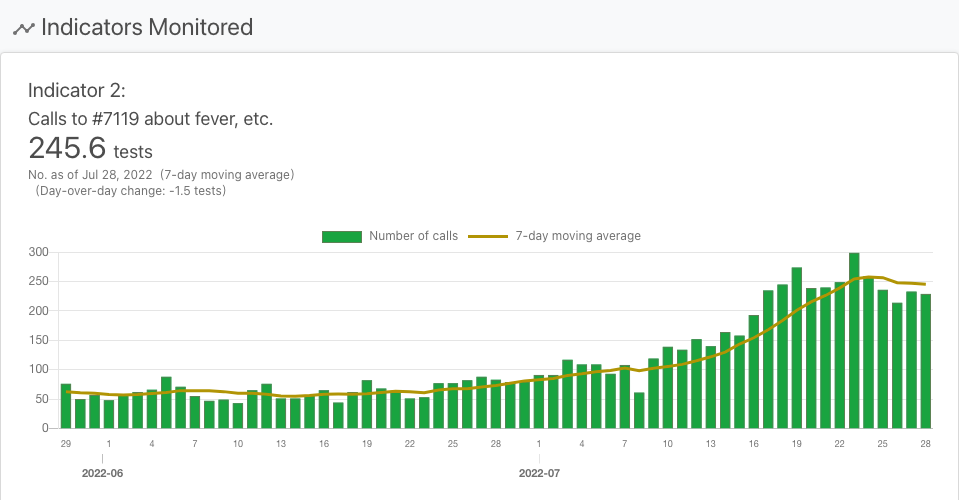 Indicators Monitored
Indicator 2:
Calls to #7119 about fever, etc.
245.6 tests
No. as of Jul 28, 2022 (7-day moving average)
(Day-over-day change: -1.5 tests)
Number of calls 7-day moving average
300
250
200
150
100
50
0
29 1 4 7 10 13 16 19 22 25 28 1 4 7 10 13 16 19 22 25 28
2022-06 2022-07